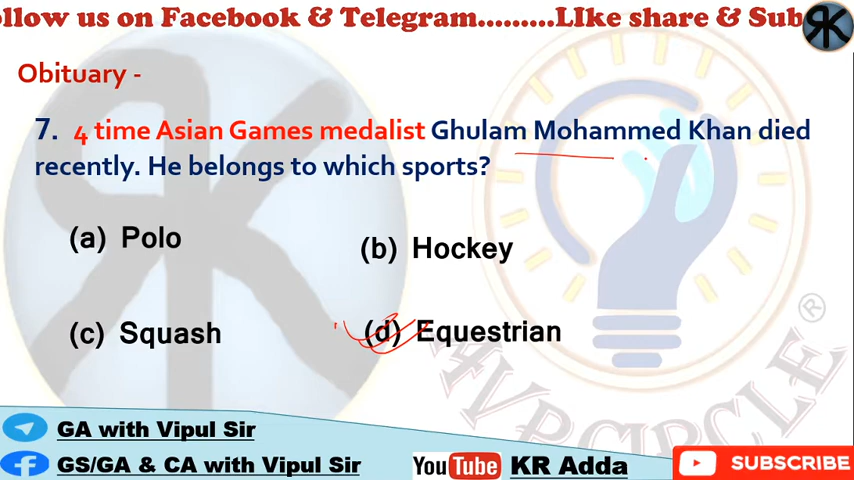 ollow us on Facebook & Telegram.........LIke share & Sub
Obituary -
7. 4 time Asian Games medalist Ghulam Mohammed Khan died
recently. He belongs to which sports?
(a) Polo
(b) Hockey
(c) Squash
(d) Equestrian
GA with Vipul Sir
GS/GA & CA with Vipul Sir
YouTube KR Adda
SUBSCRIBE